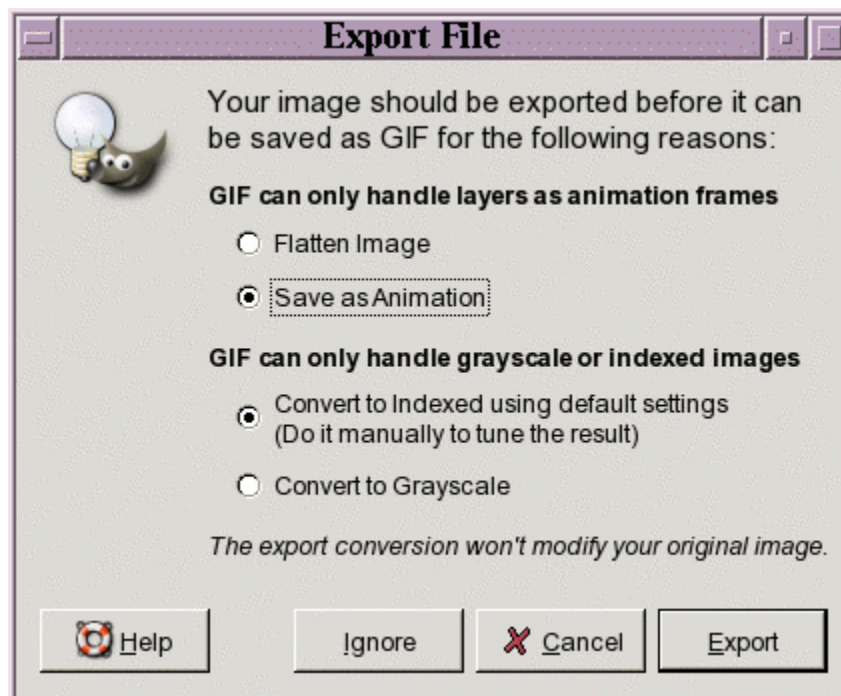 Export File
Your image should be exported before it can
be saved as GIF for the following reasons:
GIF can only handle layers as animation frames
Flatten Image
Save as Animation
GIF can only handle grayscale or indexed images
Convert to Indexed using default settings
(Do it manually to tune the result)
Convert to Grayscale
The export conversion won't modify your original image.
Help Ignore Cancel Export